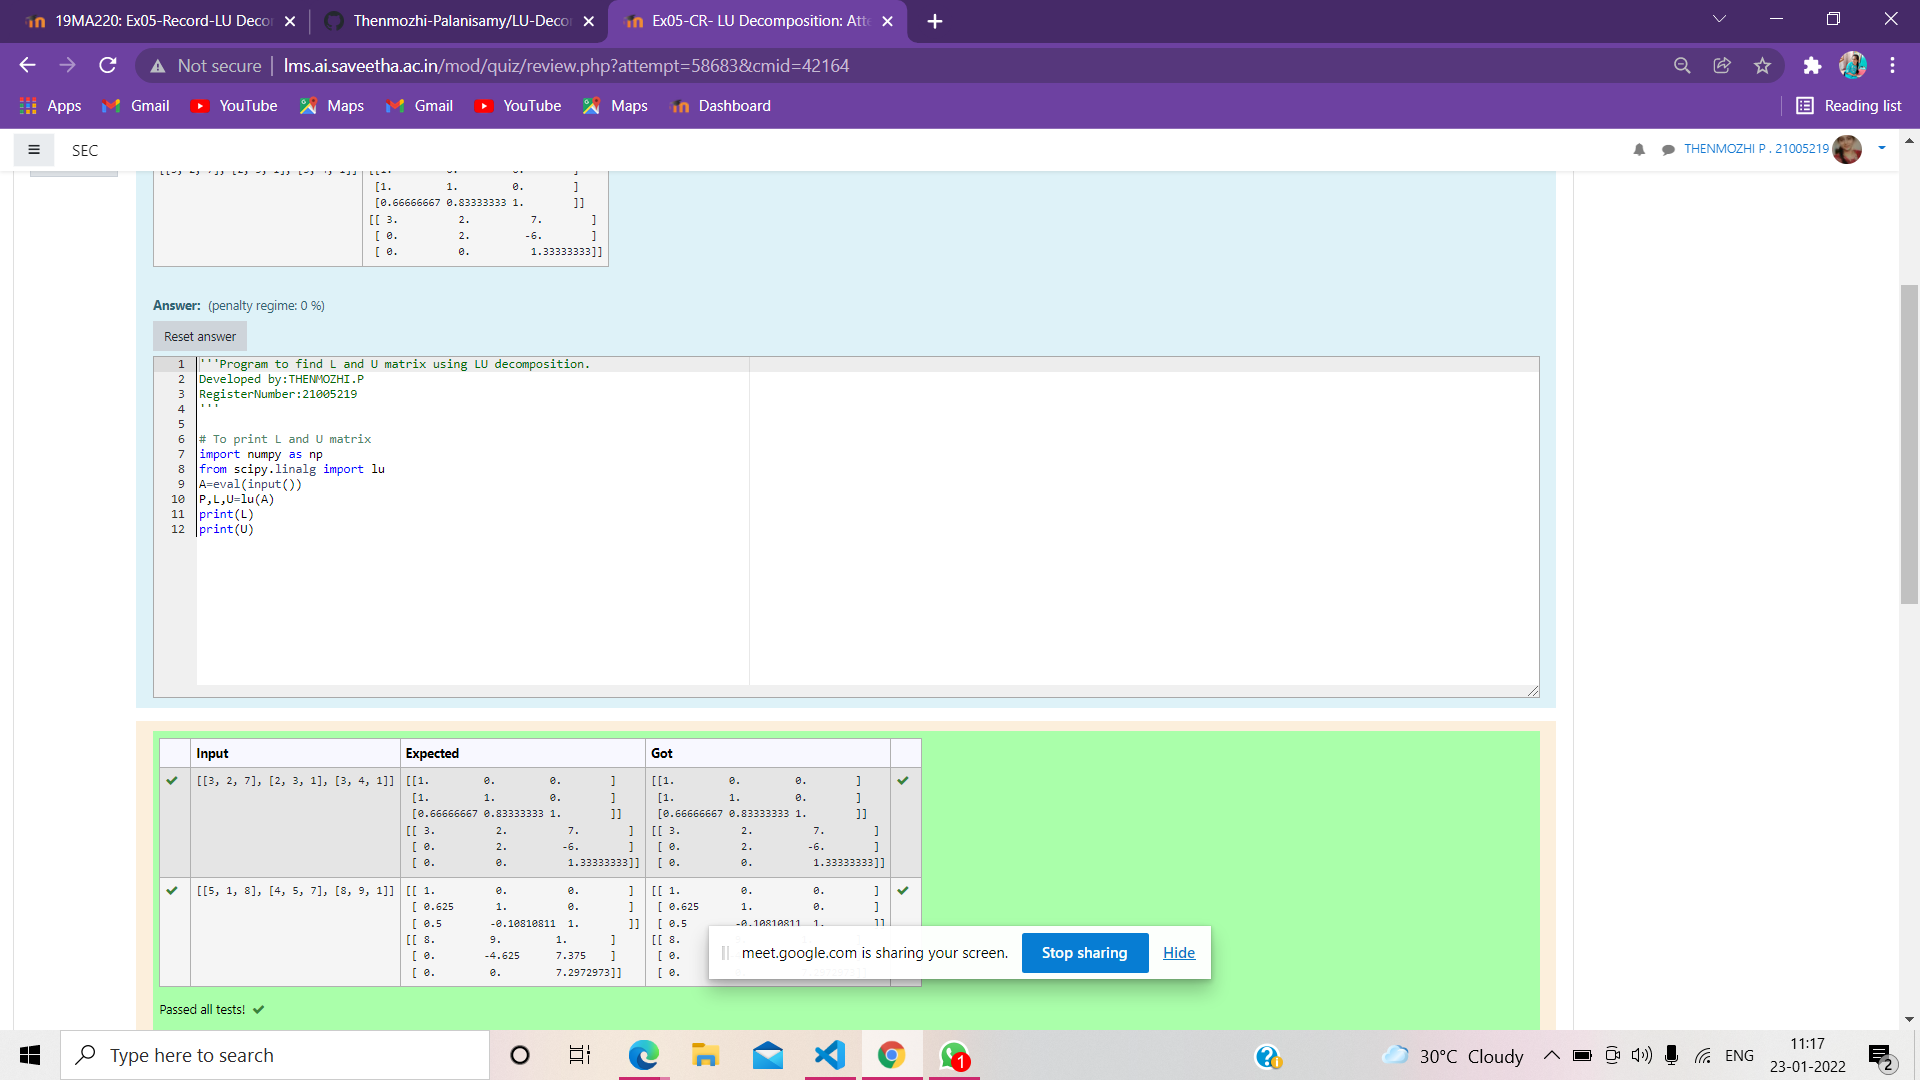 19MA220: Ex05-Record-LU Deco
Thenmozhi-Palanisamy/LU-Deco
Ex05-CR- LU Decomposition: Atte
Not secure
lms.ai.saveetha.ac.in/mod/quiz/review.php?attempt=58683&cmid=42164
Apps Gmail YouTube Maps Gmail YouTube Maps Dashboard Reading list
SEC
THENMOZHI P . 21005219
[1. 1. 0. ]
[0.66666667 0.83333333 1. ]]
[[ 3. 2. 7. ]
[ 0. 2. -6. ]
[ 0. 0. 1.33333333]]
Answer: (penalty regime: 0 %)
Reset answer
1 '''Program to find L and U matrix using LU decomposition.
2 Developed by:THENMOZHI.P
3 RegisterNumber:21005219
4 '''
5
6 # To print L and U matrix
7 import numpy as np
8 from scipy.linalg import lu
9 A=eval(input())
10 P,L,U=lu(A)
11 print(L)
12 print(U)
Input Expected Got
[[3, 2, 7], [2, 3, 1], [3, 4, 1]] [[1. 0. 0. ] [[1. 0. 0. ]
[1. 1. 0. ] [1. 1. 0. ]
[0.66666667 0.83333333 1. ]] [0.66666667 0.83333333 1. ]]
[[ 3. 2. 7. ] [[ 3. 2. 7. ]
[ 0. 2. -6. ] [ 0. 2. -6. ]
[ 0. 0. 1.33333333]] [ 0. 0. 1.33333333]]
[[5, 1, 8], [4, 5, 7], [8, 9, 1]] [[ 1. 0. 0. ] [[ 1. 0. 0. ]
[ 0.625 1. 0. ] [ 0.625 1. 0. ]
[ 0.5 -0.10810811 1. ]] [ 0.5 -0.10810811 1. ]]
[[ 8. 9. 1. ] [[ 8.
[ 0. -4.625 7.375 ] [ 0.
[ 0. 0. 7.2972973]] [ 0.
meet.google.com is sharing your screen. Stop sharing Hide
Passed all tests!
Type here to search
1
30°C Cloudy
ENG
11:17
23-01-2022
2